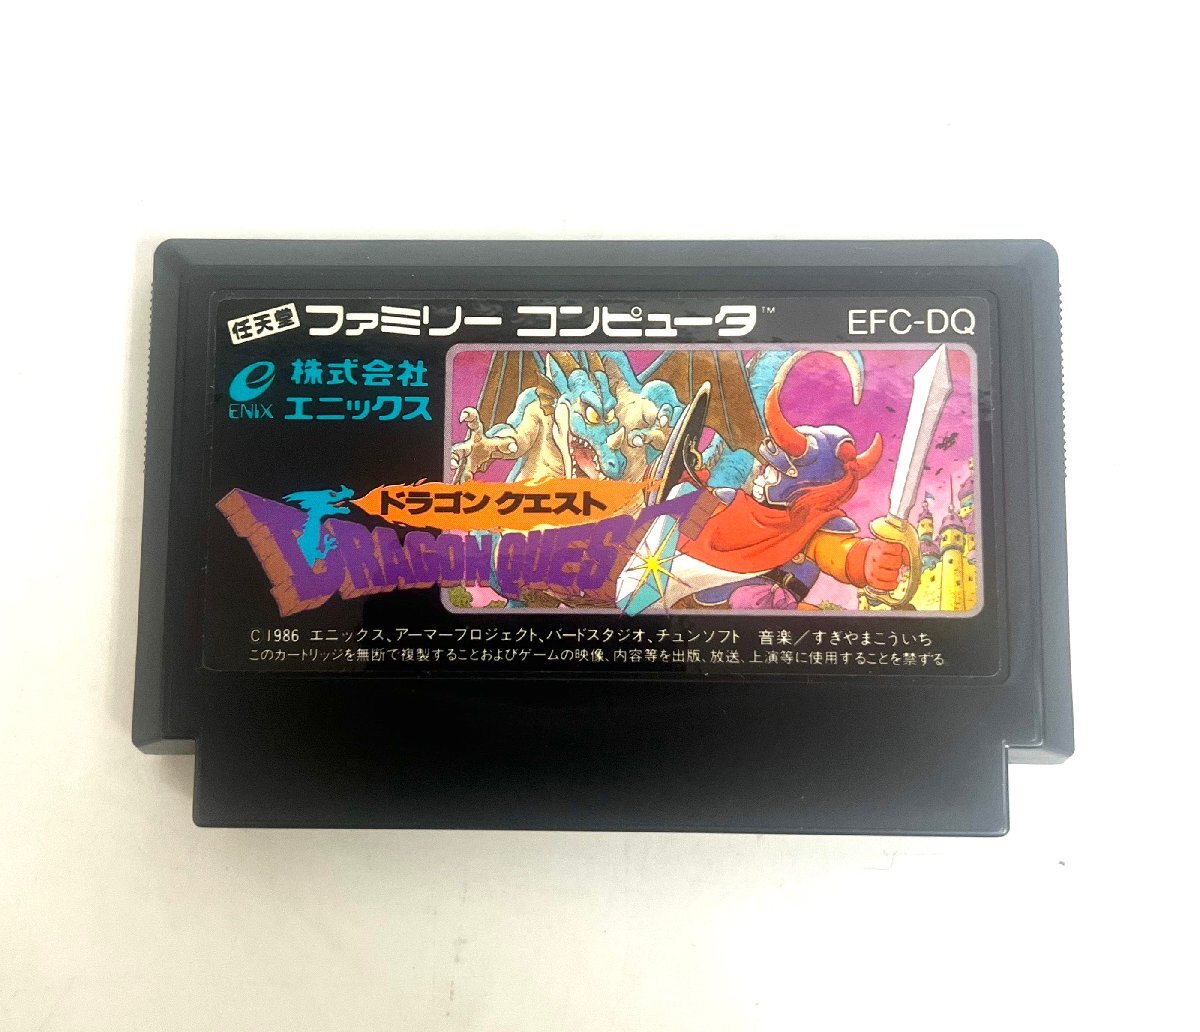 任天堂 ファミリー コンピュータ™ EFC-DQ
e 株式会社
ENIX エニックス
ドラゴン クエスト
DRAGON QUEST
C 1986 エニックス、アーマープロジェクト、バードスタジオ、チュンソフト 音楽/すぎやまこういち
このカートリッジを無断で複製することおよびゲームの映像、内容等を出版、放送、上演等に使用することを禁ずる